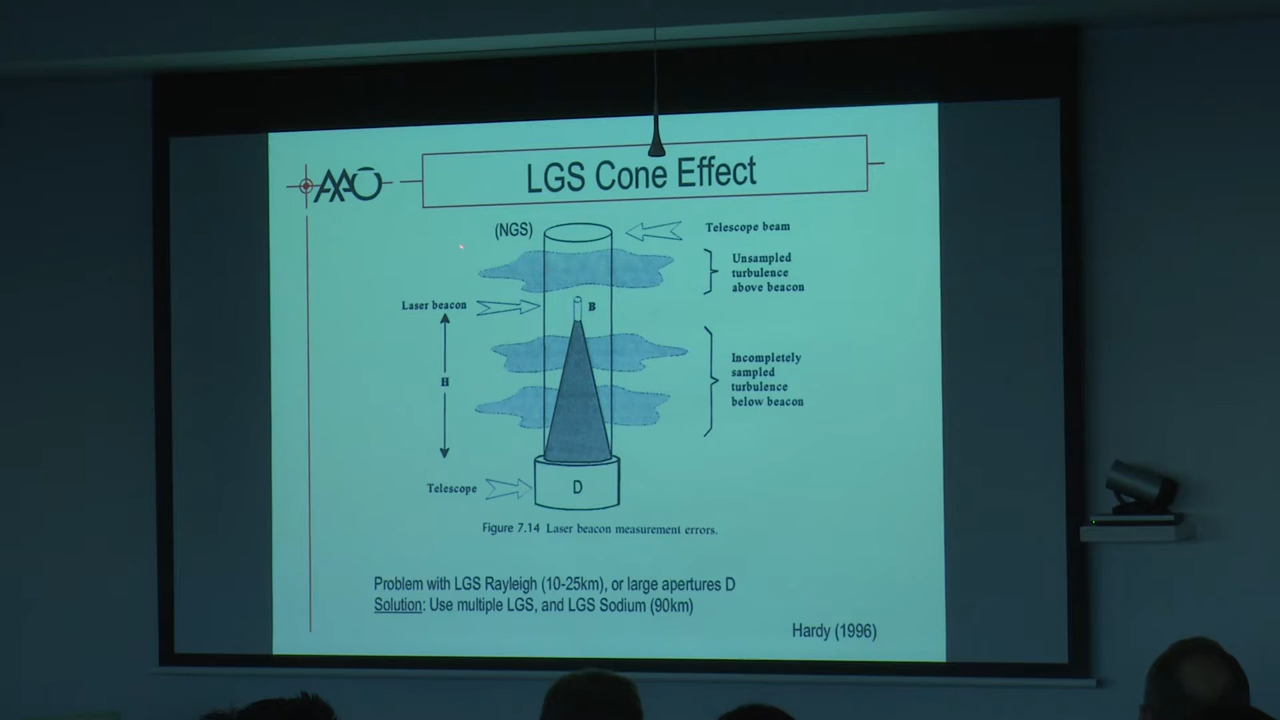 AAO
LGS Cone Effect
(NGS)
Telescope beam
Unsampled
turbulence
above beacon
Laser beacon
B
H
Incompletely
sampled
turbulence
below beacon
Telescope
D
Figure 7.14 Laser beacon measurement errors.
Problem with LGS Rayleigh (10-25km), or large apertures D
Solution: Use multiple LGS, and LGS Sodium (90km)
Hardy (1996)